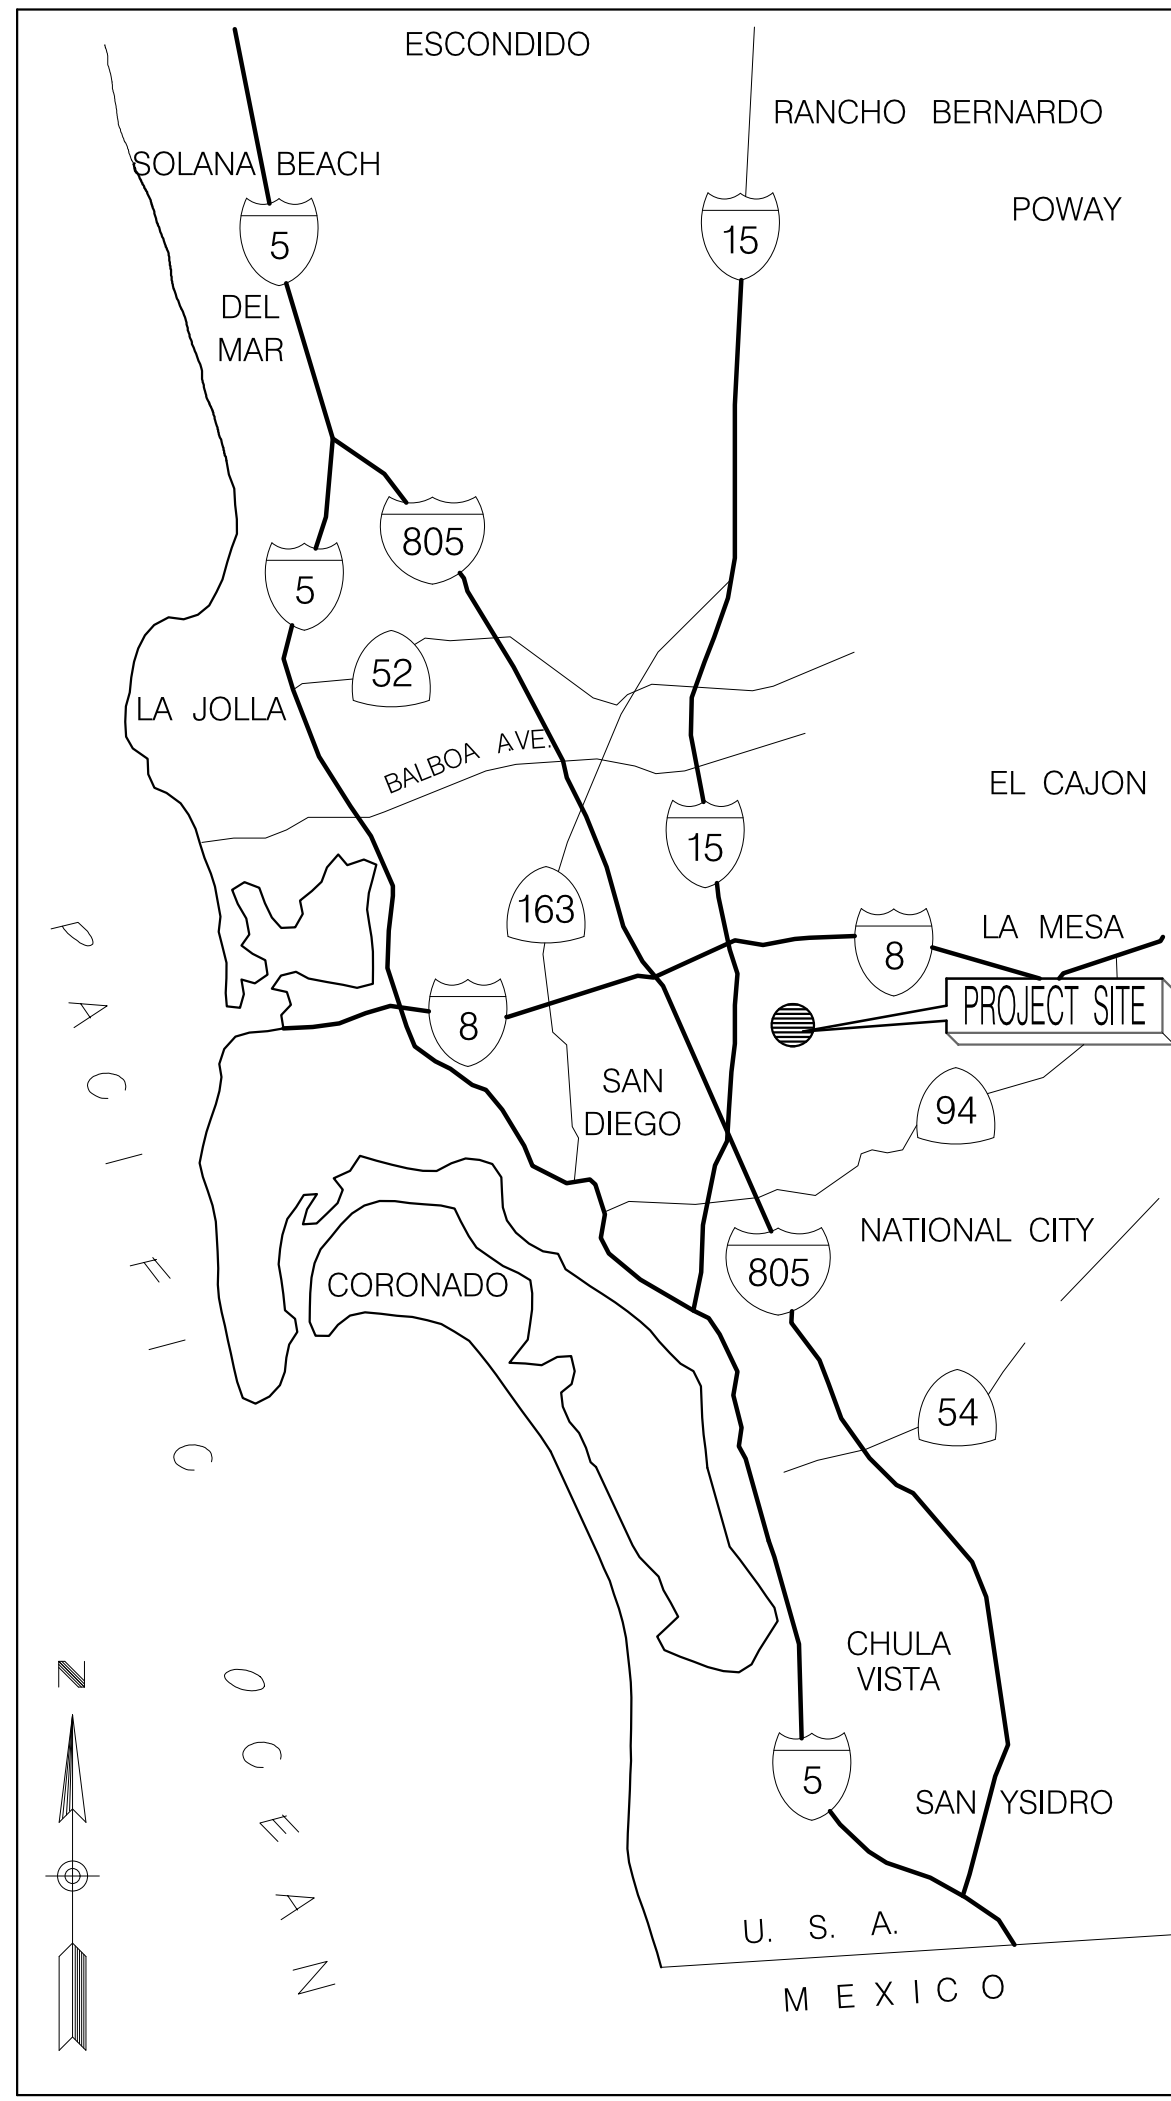 ESCONDIDO
RANCHO BERNARDO
SOLANA BEACH
POWAY
5
15
DEL
MAR
805
5
52
LA JOLLA
BALBOA AVE.
EL CAJON
15
163
LA MESA
8
PROJECT SITE
8
SAN
DIEGO
94
NATIONAL CITY
805
CORONADO
54
PACIFIC
OCEAN
CHULA
VISTA
N
5
SAN YSIDRO
U. S. A.
MEXICO